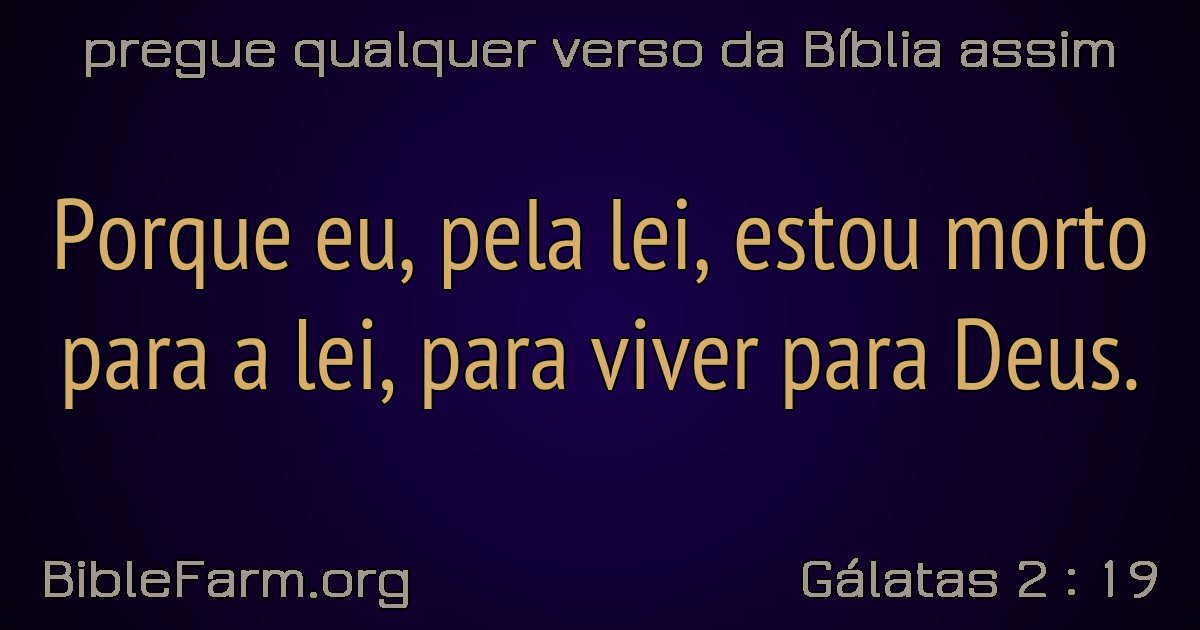 pregue qualquer verso da Bíblia assim
Porque eu, pela lei, estou morto
para a lei, para viver para Deus.
BibleFarm.org
Gálatas 2 : 19